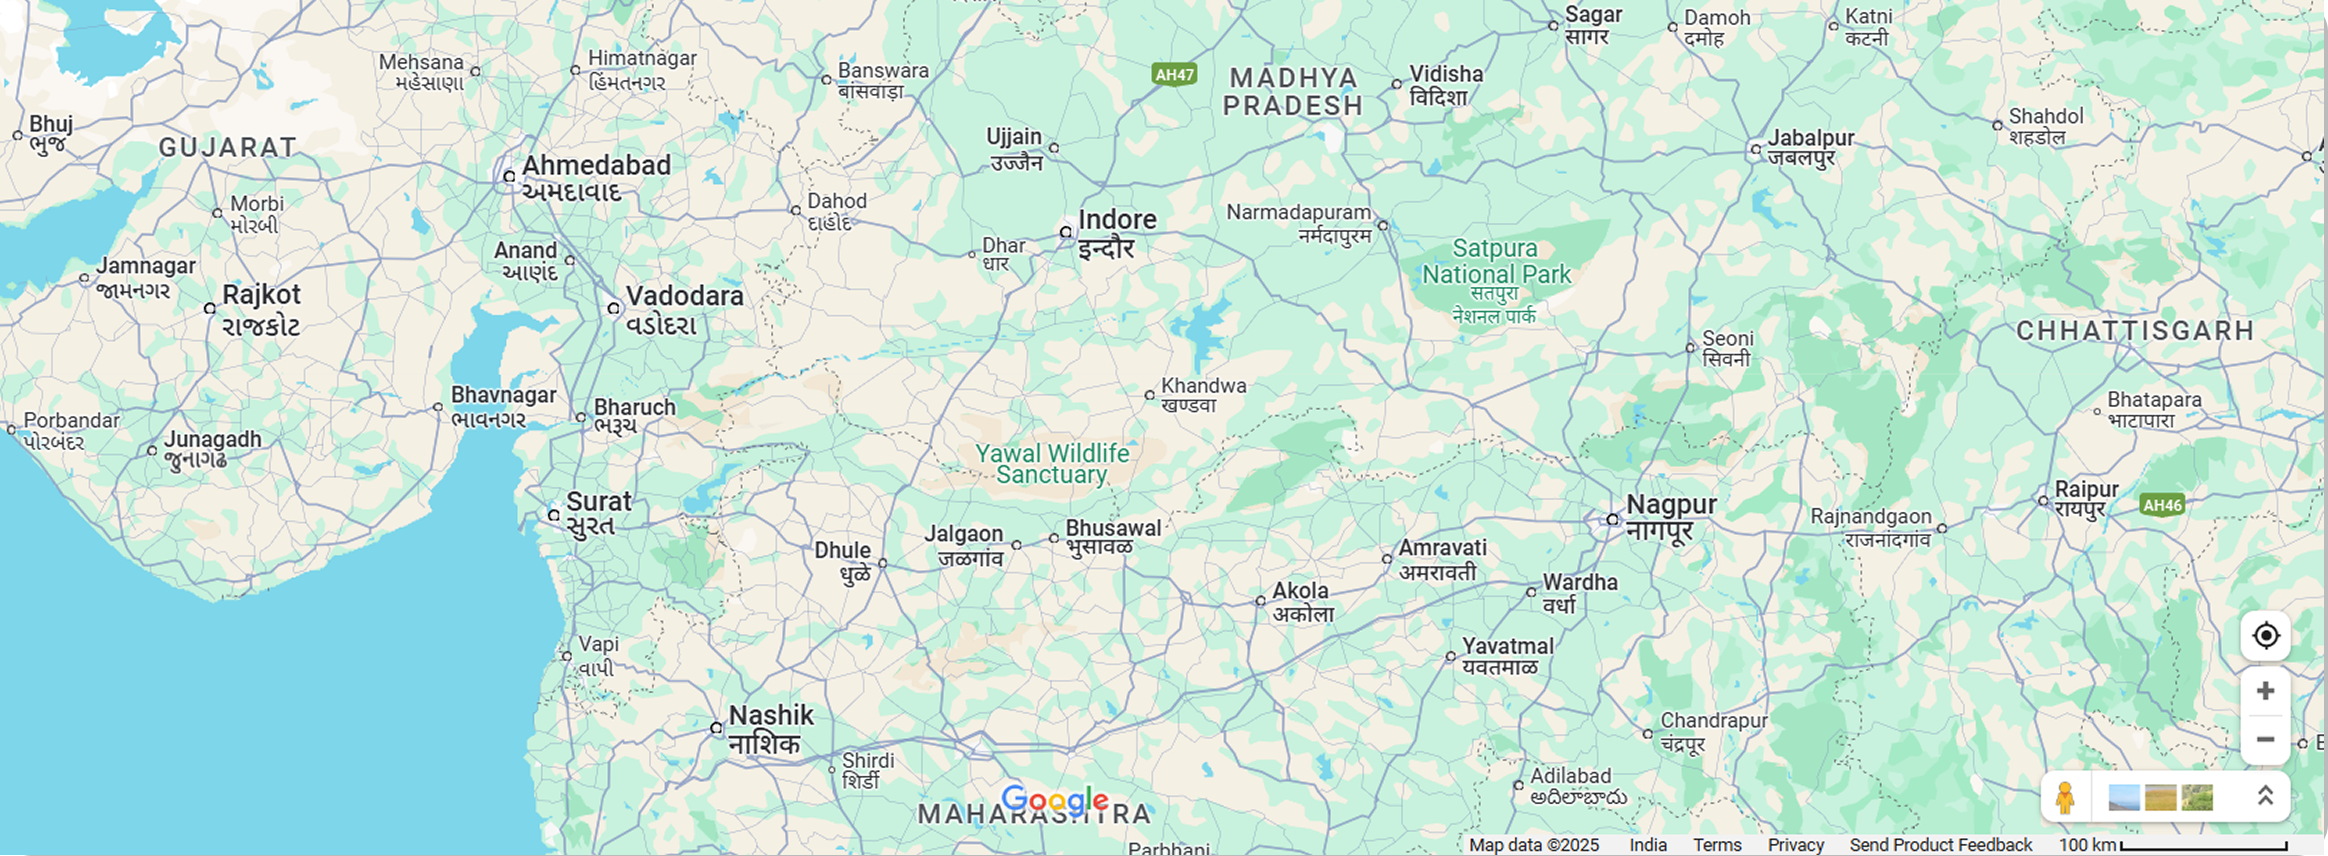 Sagar
सागर
Damoh
दमोह
Katni
कटनी
Mehsana
મહેસાણા
Himatnagar
હિંમતનગર
Banswara
बांसवाड़ा
AH47
MADHYA
PRADESH
Vidisha
विदिशा
Bhuj
ભુજ
GUJARAT
Ahmedabad
અમદાવાદ
Ujjain
उज्जैन
Jabalpur
जबलपुर
Shahdol
शहडोल
Morbi
મોરબી
Dahod
દાહોદ
Indore
इन्दौर
Narmadapuram
नर्मदापुरम
Anand
આણંદ
Dhar
धार
Satpura
National Park
सतपुरा
नेशनल पार्क
Jamnagar
જામનગર
Rajkot
રાજકોટ
Vadodara
વડોદરા
Seoni
सिवनी
CHHATTISGARH
Khandwa
खण्डवा
Bhavnagar
ભાવનગર
Bharuch
ભરૂચ
Bhatapara
भाटापारा
Porbandar
પોરબંદર
Junagadh
જુનાગઢ
Yawal Wildlife
Sanctuary
Surat
સુરત
Nagpur
नागपूर
Raipur
रायपुर
AH46
Rajnandgaon
राजनांदगांव
Jalgaon
जळगांव
Bhusawal
भुसावळ
Dhule
धुळे
Amravati
अमरावती
Akola
अकोला
Wardha
वर्धा
Vapi
વાપી
Yavatmal
यवतमाळ
Nashik
नाशिक
Chandrapur
चंद्रपूर
Shirdi
शिर्डी
Adilabad
ఆదిలాబాదు
Google
MAHARASHTRA
Parbhani
Map data ©2025 India Terms Privacy Send Product Feedback 100 km